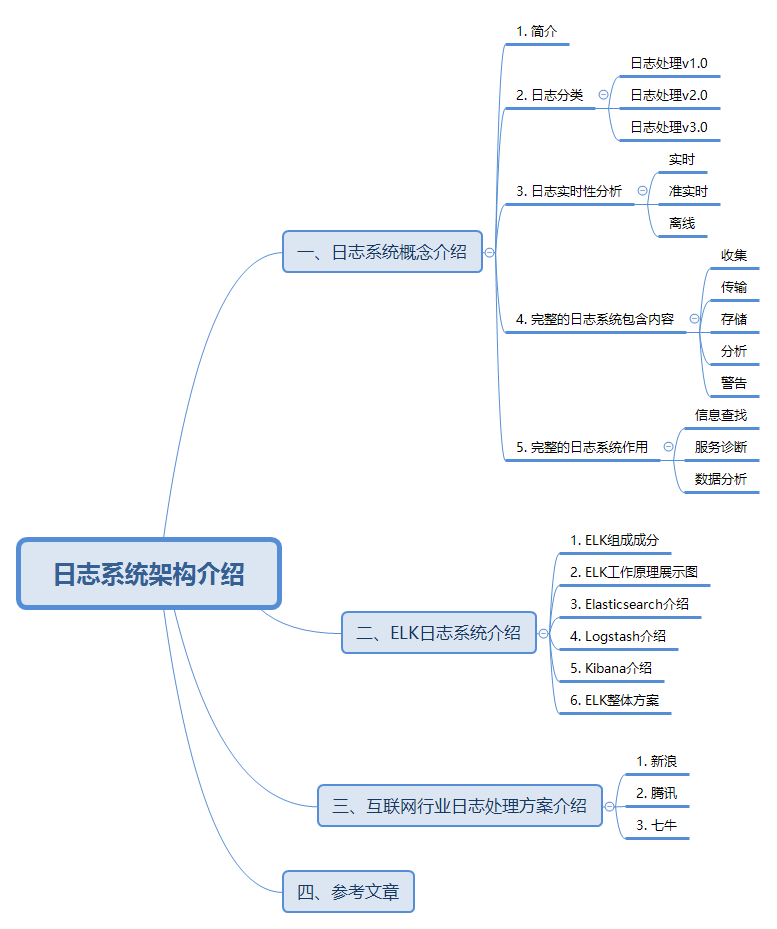 日志系统架构介绍
一、日志系统概念介绍
1. 简介
2. 日志分类
日志处理v1.0
日志处理v2.0
日志处理v3.0
3. 日志实时性分析
实时
准实时
离线
4. 完整的日志系统包含内容
收集
传输
存储
分析
警告
5. 完整的日志系统作用
信息查找
服务诊断
数据分析
二、ELK日志系统介绍
1. ELK组成成分
2. ELK工作原理展示图
3. Elasticsearch介绍
4. Logstash介绍
5. Kibana介绍
6. ELK整体方案
三、互联网行业日志处理方案介绍
1. 新浪
2. 腾讯
3. 七牛
四、参考文章